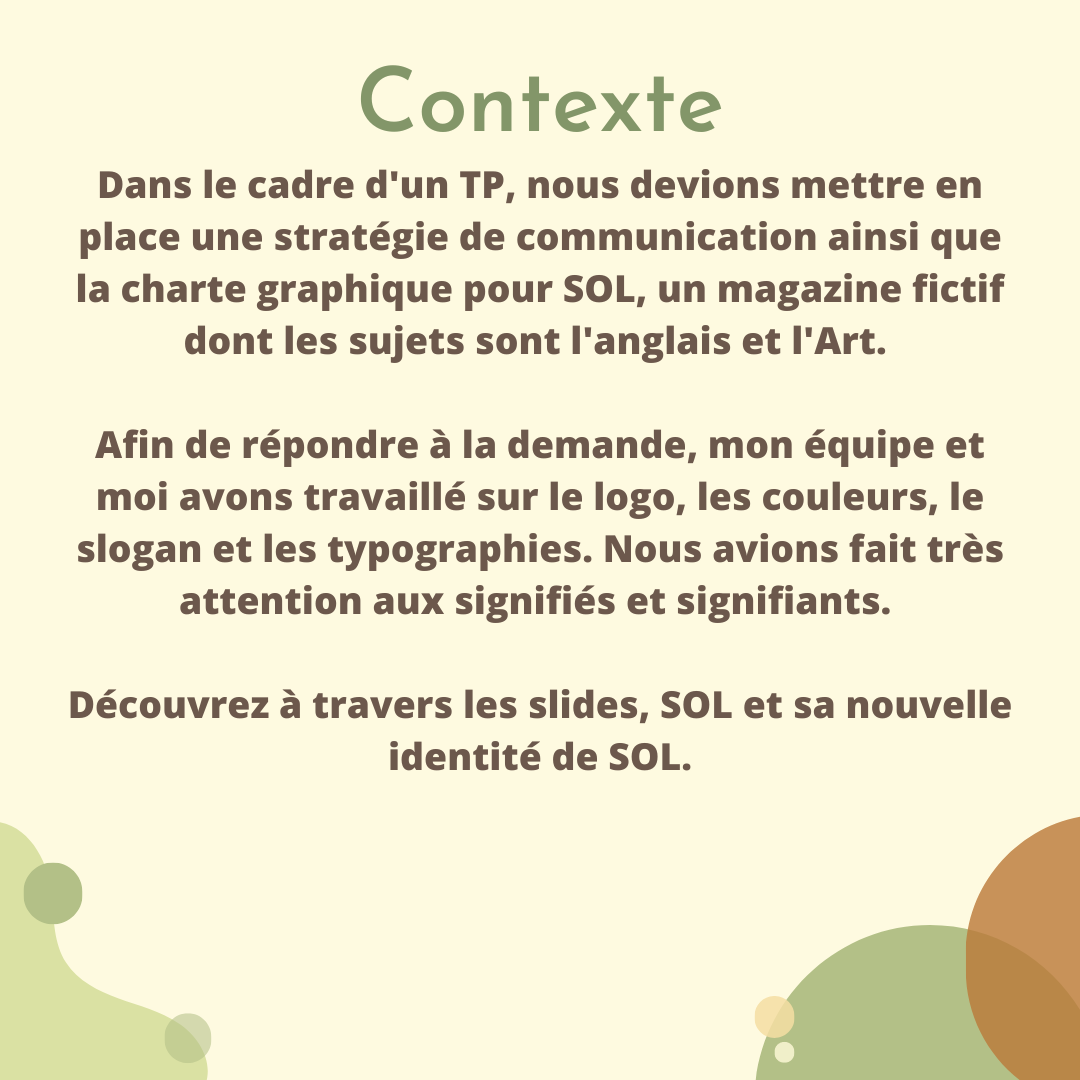 Contexte
Dans le cadre d'un TP, nous devions mettre en
place une stratégie de communication ainsi que
la charte graphique pour SOL, un magazine fictif
dont les sujets sont l'anglais et l'Art.
Afin de répondre à la demande, mon équipe et
moi avons travaillé sur le logo, les couleurs, le
slogan et les typographies. Nous avions fait très
attention aux signifiés et signifiants.
Découvrez à travers les slides, SOL et sa nouvelle
identité de SOL.